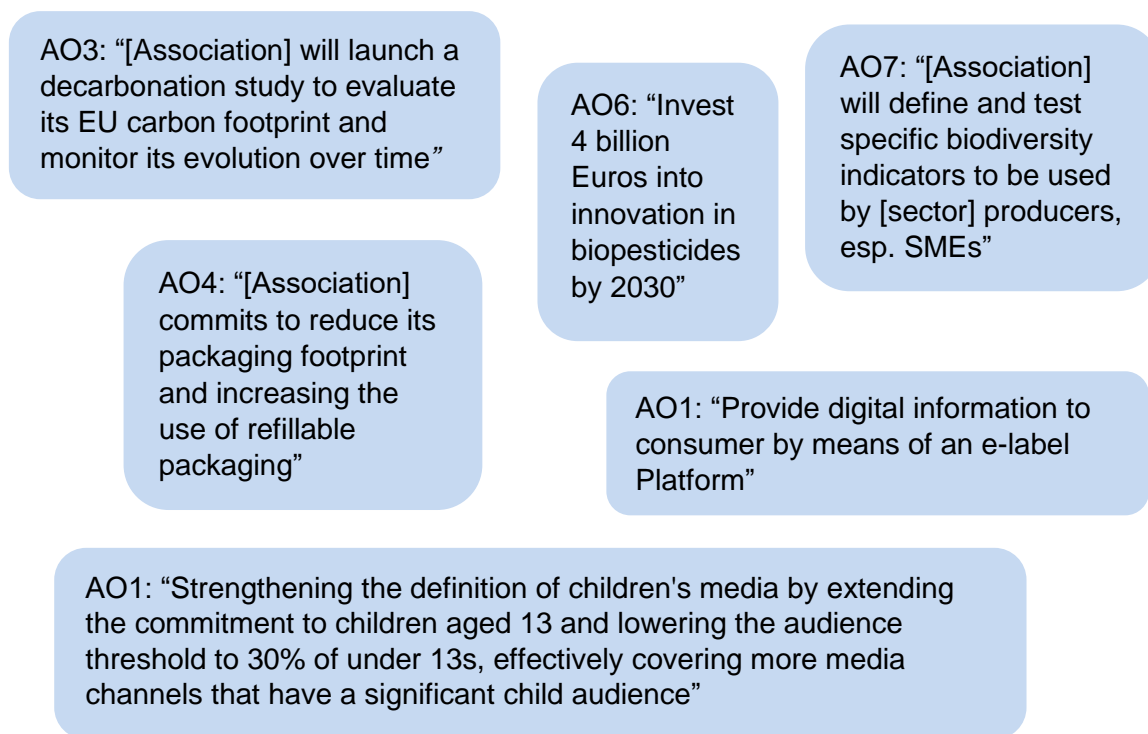 AO3: “[Association] will launch a
decarbonation study to evaluate
its EU carbon footprint and
monitor its evolution over time”
AO6: “Invest
4 billion
Euros into
innovation in
biopesticides
by 2030”
AO7: “[Association]
will define and test
specific biodiversity
indicators to be used
by [sector] producers,
esp. SMEs”
AO4: “[Association]
commits to reduce its
packaging footprint
and increasing the
use of refillable
packaging”
AO1: “Provide digital information to
consumer by means of an e-label
Platform”
AO1: “Strengthening the definition of children's media by extending
the commitment to children aged 13 and lowering the audience
threshold to 30% of under 13s, effectively covering more media
channels that have a significant child audience”